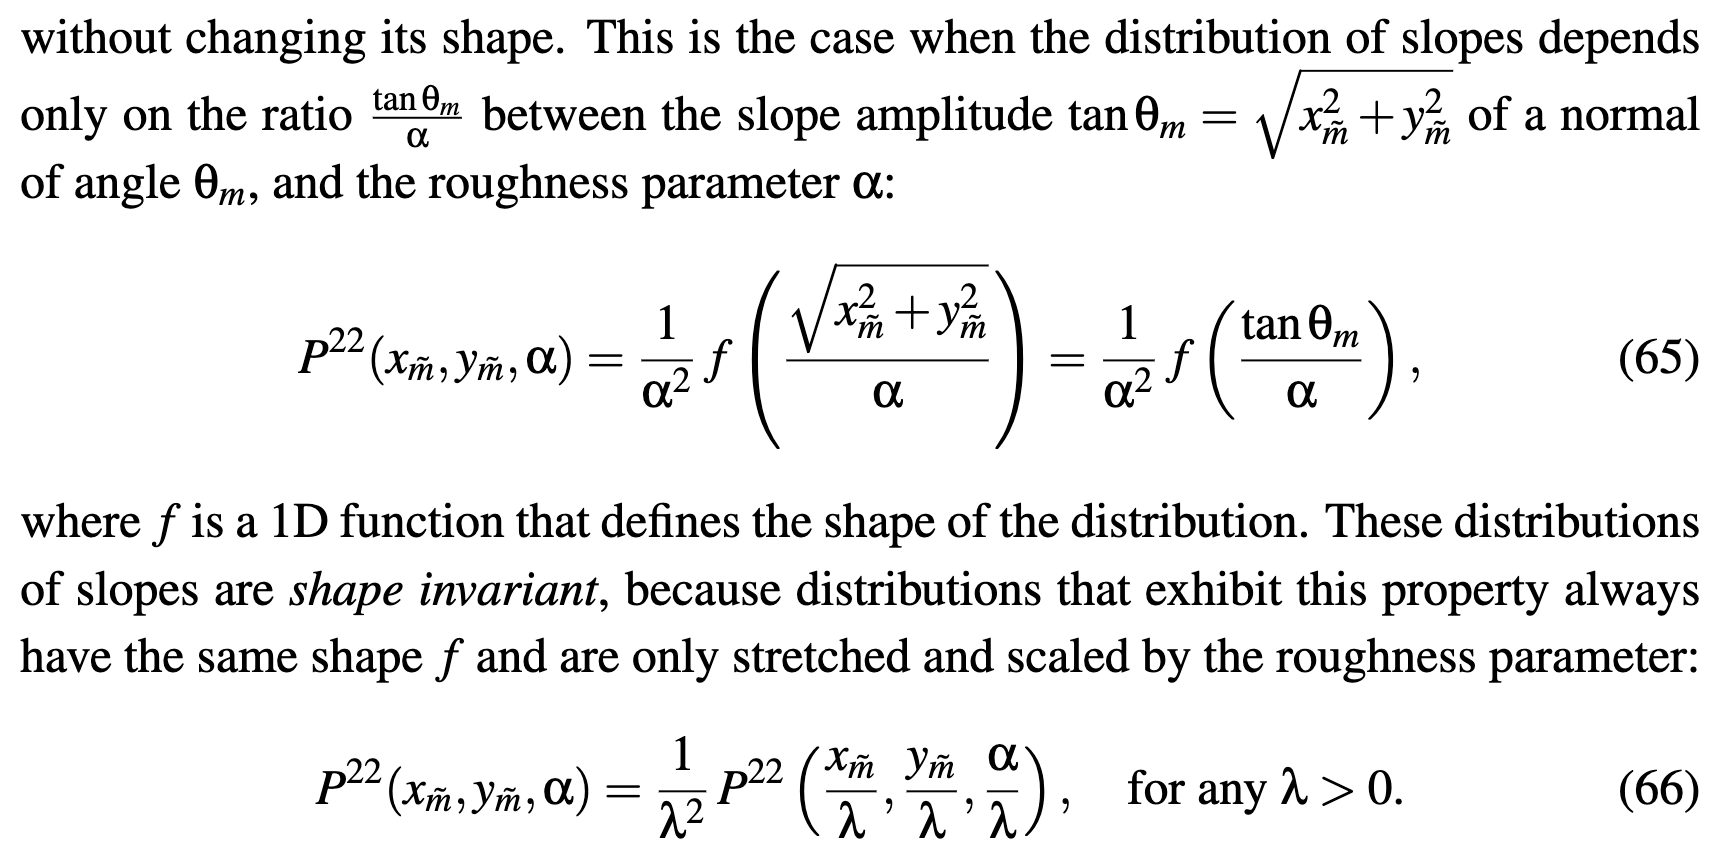 without changing its shape. This is the case when the distribution of slopes depends
only on the ratio $\frac{\tan\theta_m}{\alpha}$ between the slope amplitude $\tan\theta_m = \sqrt{x_{\tilde{m}}^2 + y_{\tilde{m}}^2}$ of a normal
of angle $\theta_m$, and the roughness parameter $\alpha$:
$P^{22}(x_{\tilde{m}}, y_{\tilde{m}}, \alpha) = \frac{1}{\alpha^2} f\left(\frac{\sqrt{x_{\tilde{m}}^2 + y_{\tilde{m}}^2}}{\alpha}\right) = \frac{1}{\alpha^2} f\left(\frac{\tan\theta_m}{\alpha}\right),$ (65)
where $f$ is a 1D function that defines the shape of the distribution. These distributions
of slopes are shape invariant, because distributions that exhibit this property always
have the same shape $f$ and are only stretched and scaled by the roughness parameter:
$P^{22}(x_{\tilde{m}}, y_{\tilde{m}}, \alpha) = \frac{1}{\lambda^2} P^{22}\left(\frac{x_{\tilde{m}}}{\lambda}, \frac{y_{\tilde{m}}}{\lambda}, \frac{\alpha}{\lambda}\right),$ for any $\lambda > 0.$ (66)